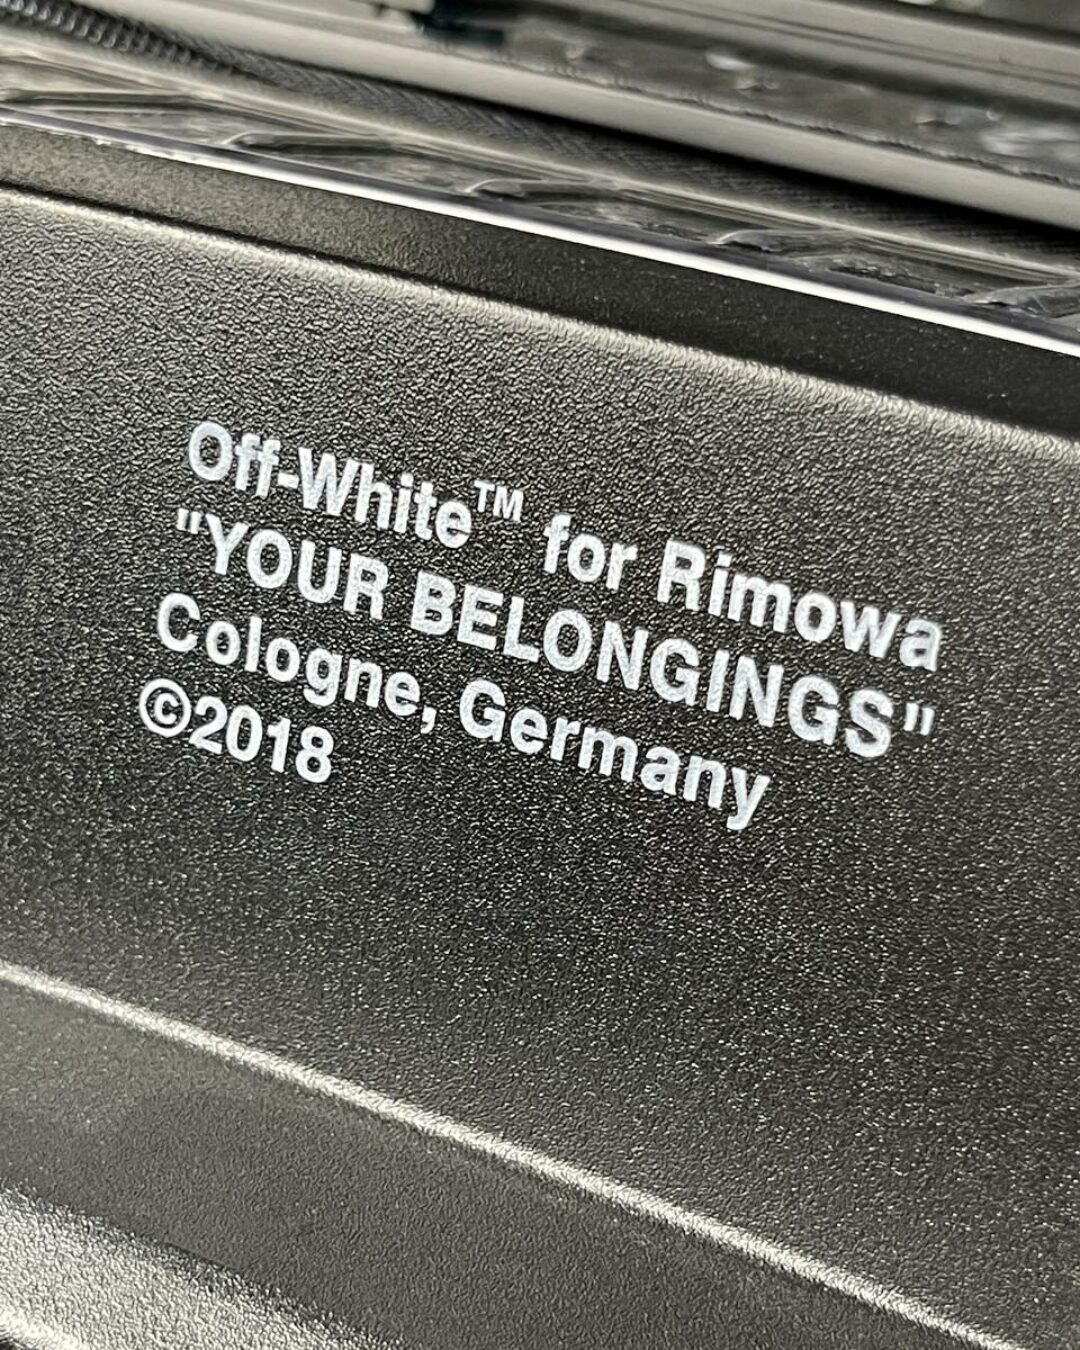 Off-White™ for Rimowa
"YOUR BELONGINGS"
Cologne, Germany
©2018